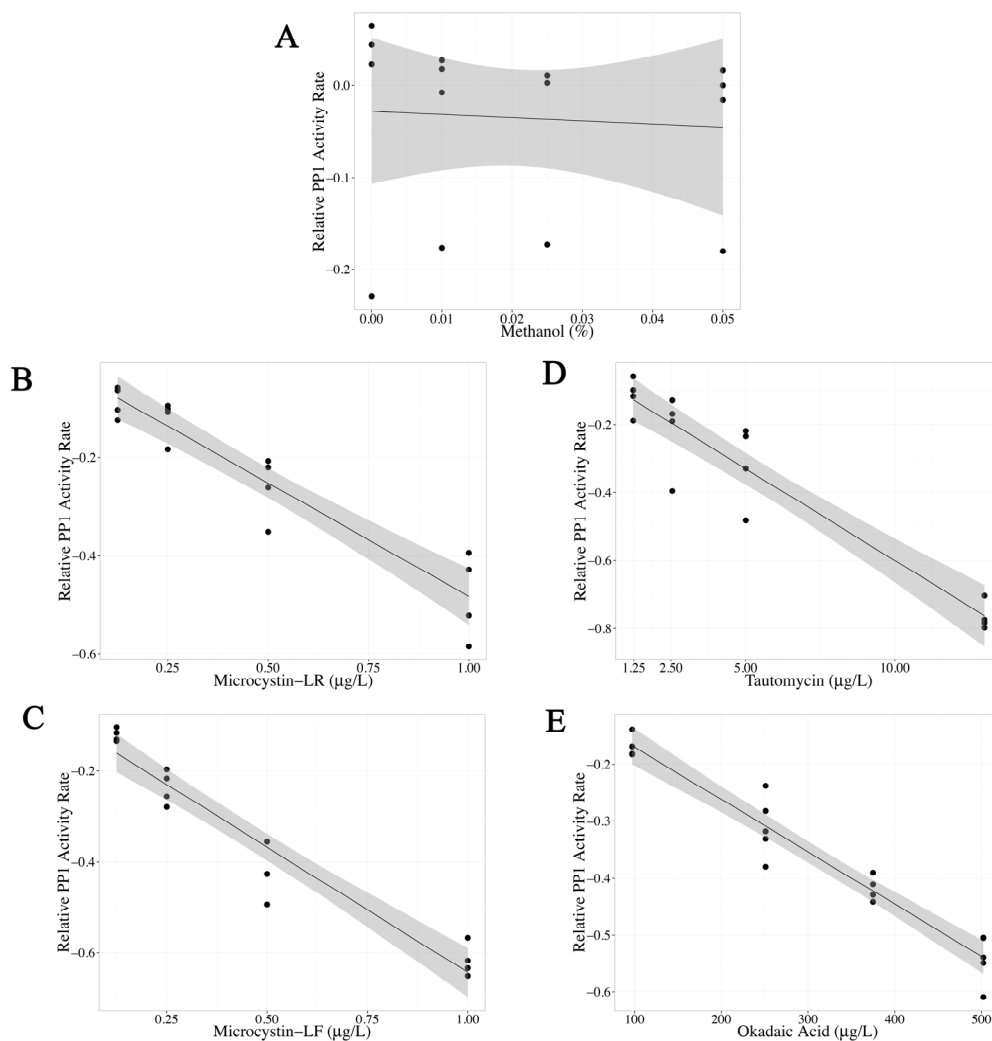 A
Relative PP1 Activity Rate
0.0
−0.1
−0.2
0.00 0.01 0.02 0.03 0.04 0.05
Methanol (%)
B
Relative PP1 Activity Rate
−0.2
−0.4
−0.6
0.25 0.50 0.75 1.00
Microcystin−LR (µg/L)
D
Relative PP1 Activity Rate
−0.2
−0.4
−0.6
−0.8
1.25 2.50 5.00 10.00
Tautomycin (µg/L)
C
Relative PP1 Activity Rate
−0.2
−0.4
−0.6
0.25 0.50 0.75 1.00
Microcystin−LF (µg/L)
E
Relative PP1 Activity Rate
−0.2
−0.3
−0.4
−0.5
−0.6
100 200 300 400 500
Okadaic Acid (µg/L)